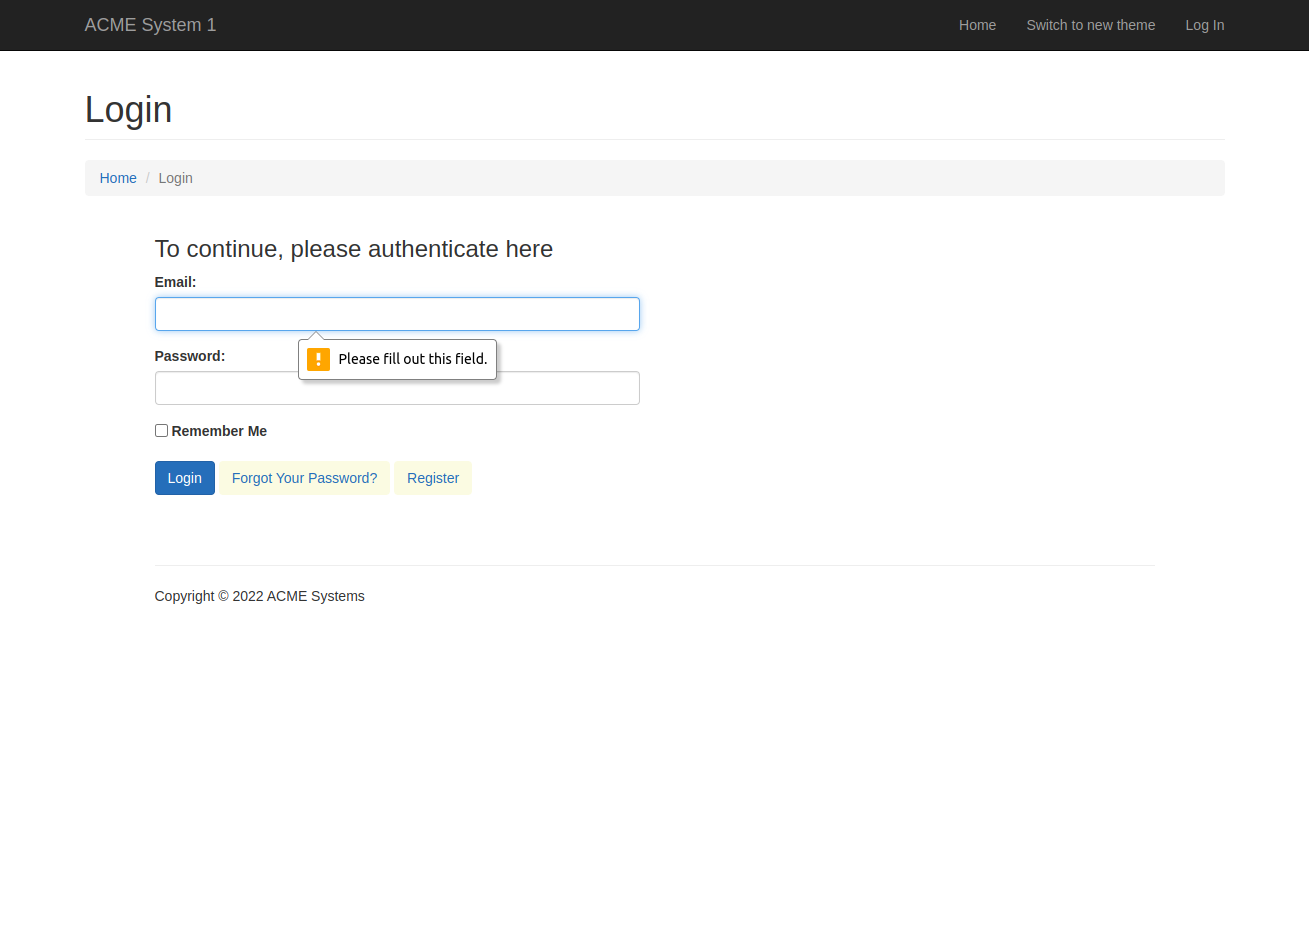 ACME System 1 Home Switch to new theme Log In
Login
Home / Login
To continue, please authenticate here
Email:
Please fill out this field.
Password:
Remember Me
Login Forgot Your Password? Register
Copyright © 2022 ACME Systems